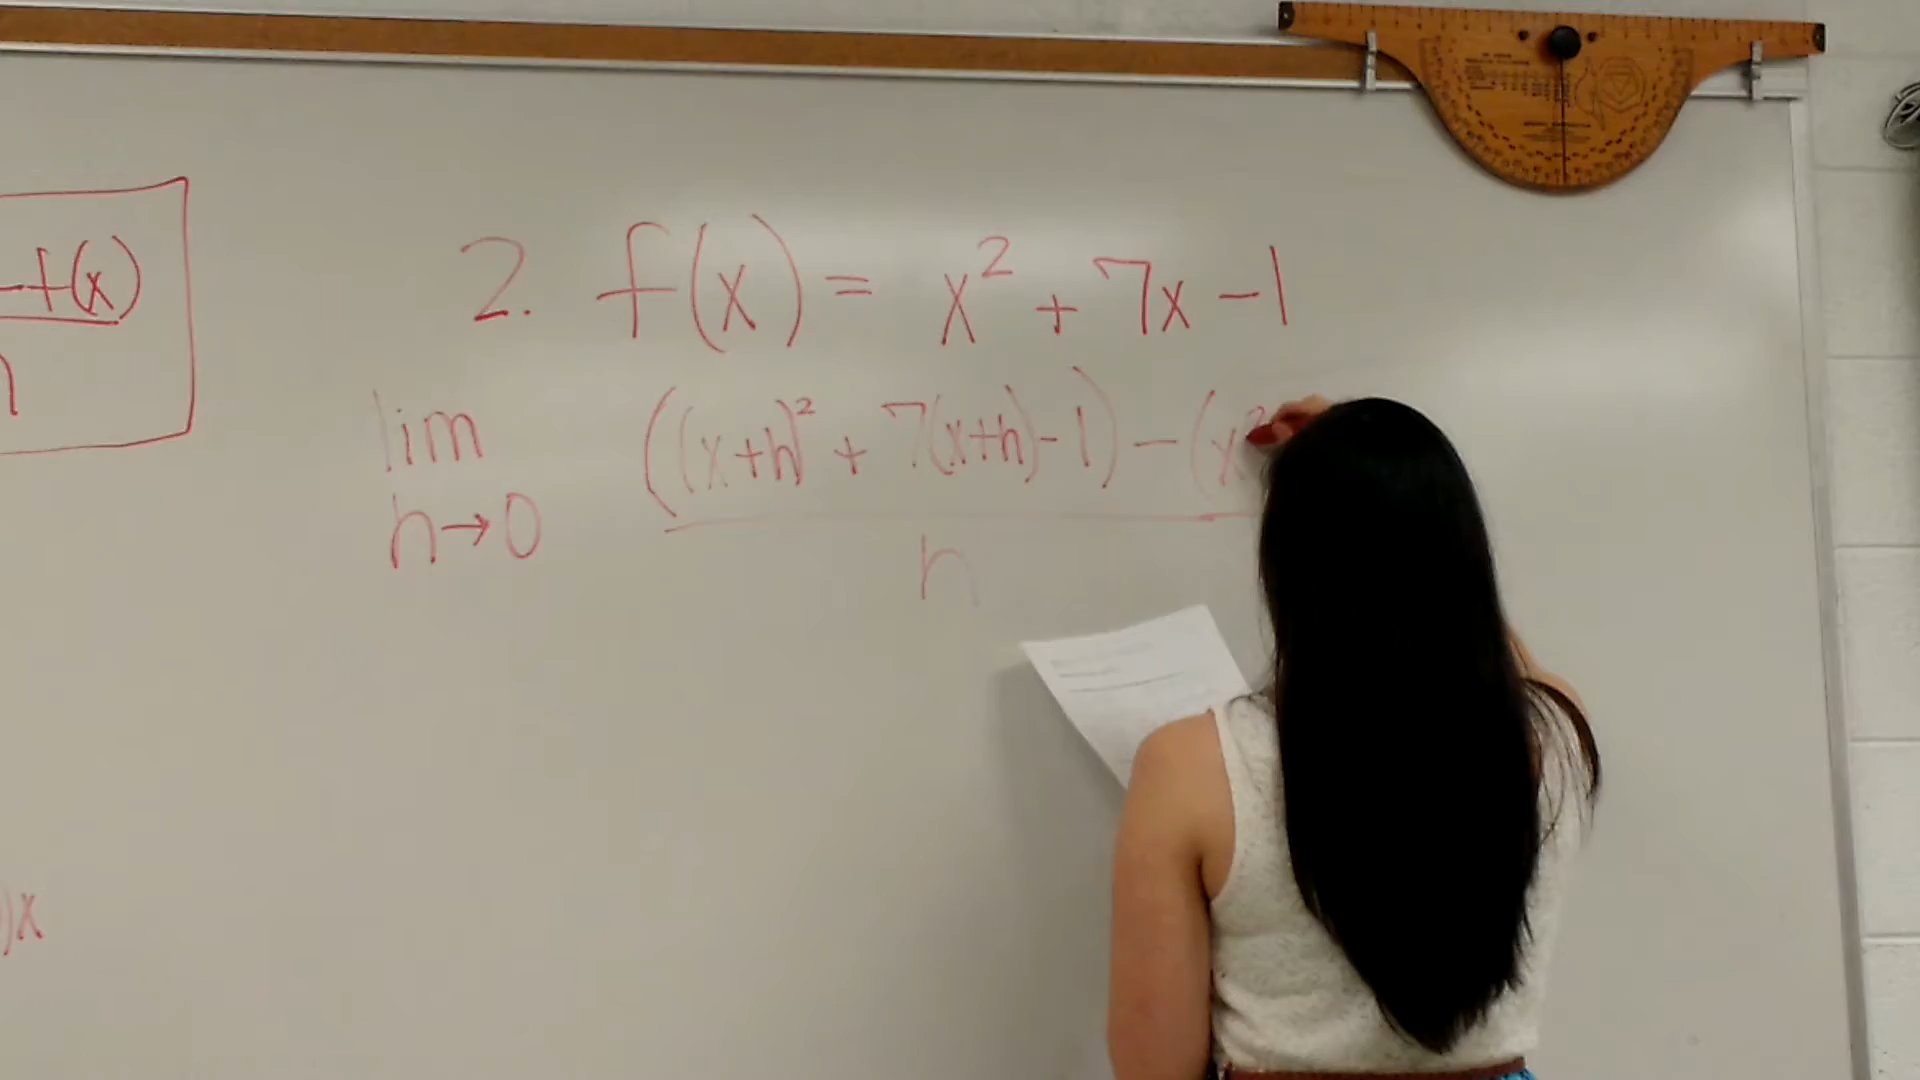 -f(x)
h
2. f(x) = x² + 7x - 1
lim ((x+h)² + 7(x+h) - 1) - (x²
h→0 h
)x